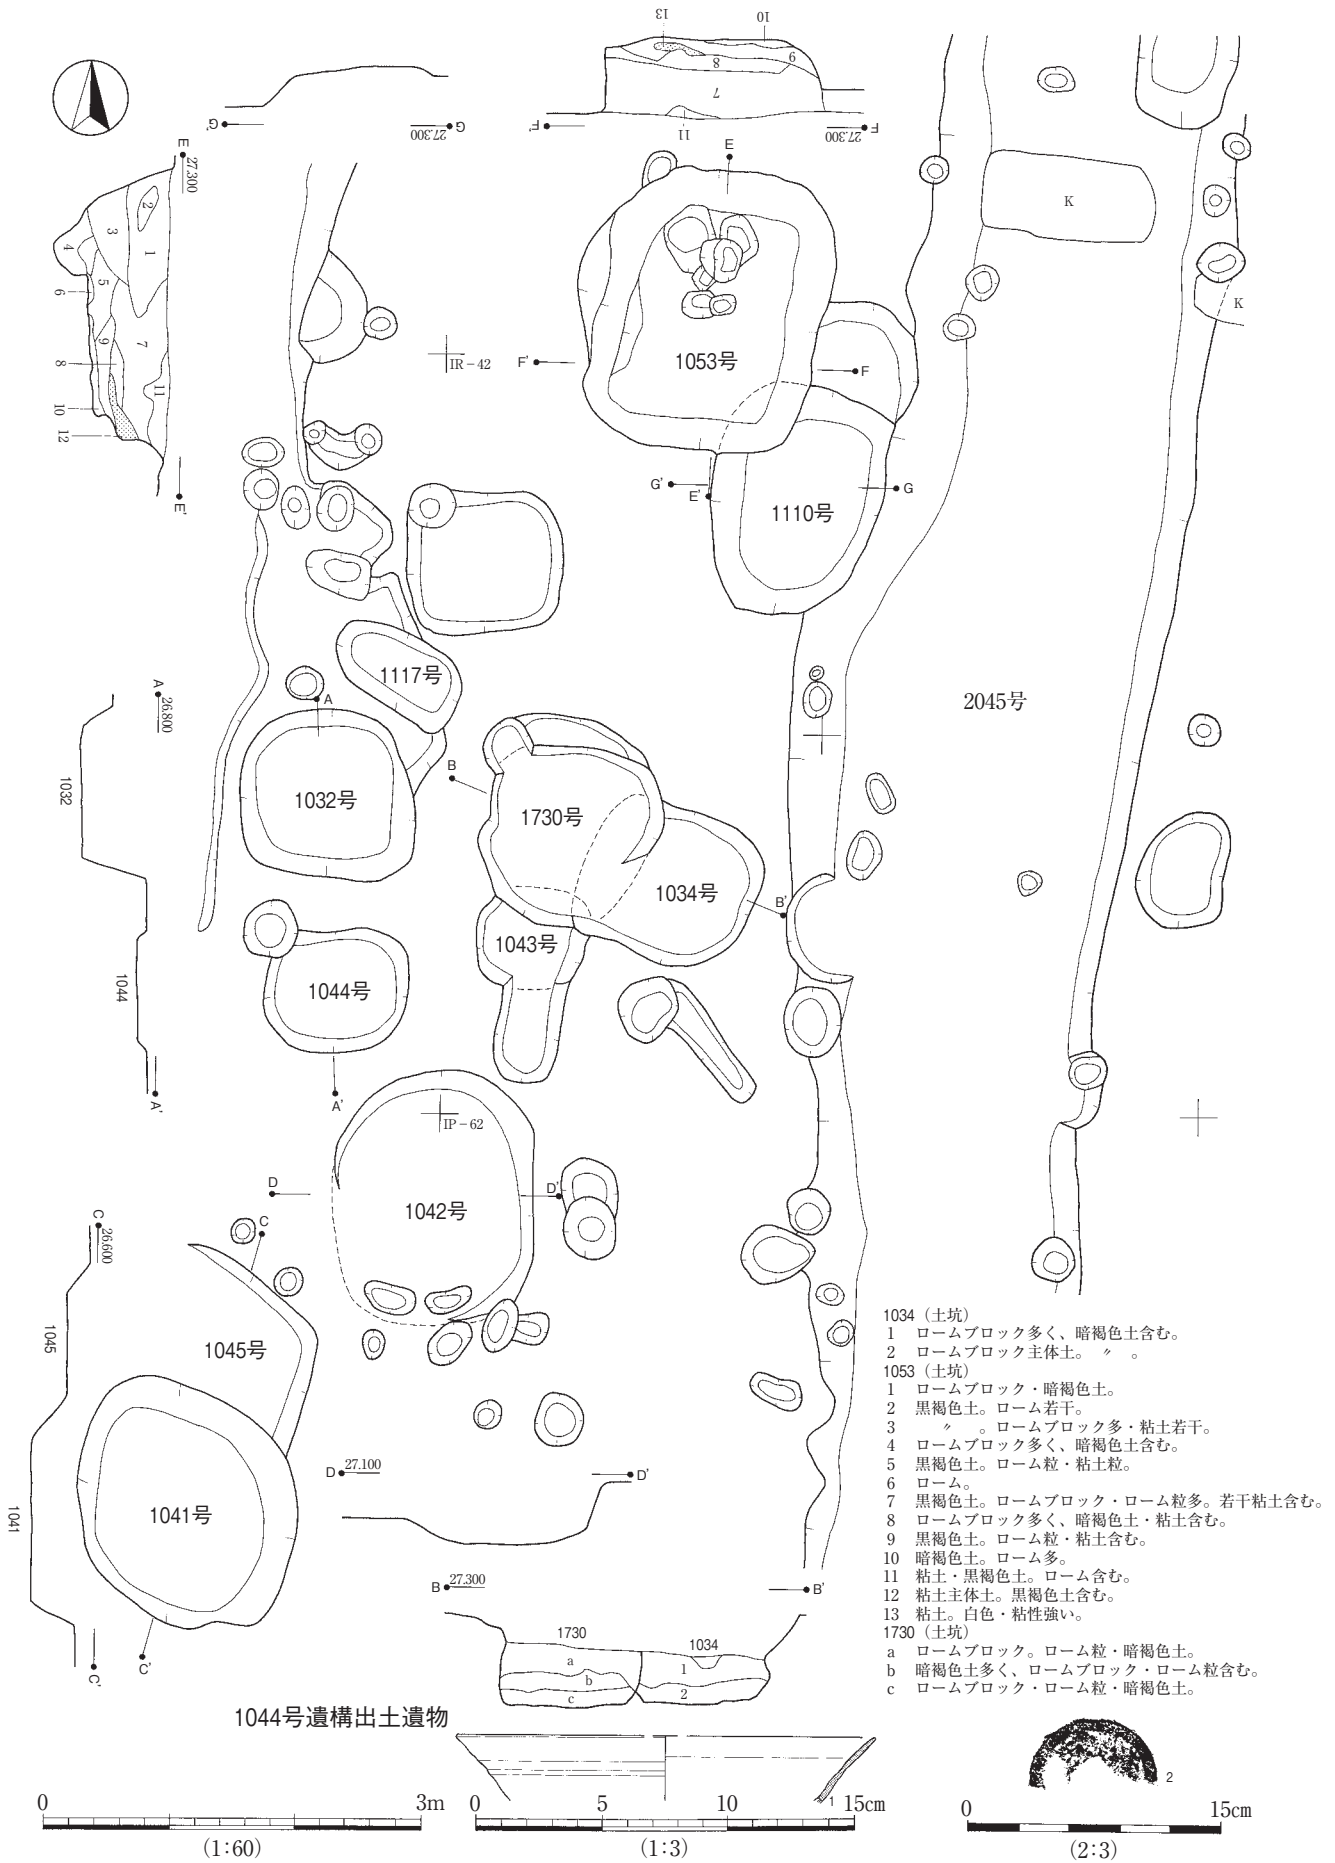 13
10
9
8
7
11
G'
G
27.300
F'
F
27.300
E
27.300
2
3
1
4
5
6
9
7
8
11
10
12
E'
E
K
K
IR−42
F'
1053号
F
G'
E'
G
1110号
1117号
2045号
A
26.800
A
1032
1032号
B
1730号
1034号
B'
1043号
1044
1044号
A'
A'
IP−62
D
D'
1042号
C
26.600
C
1045
1045号
1041
1041号
C'
C'
D
27.100
D'
B
27.300
B'
1730
1034
a
b
c
1
2
1034（土坑）
1 ロームブロック多く、暗褐色土含む。
2 ロームブロック主体土。 〃 。
1053（土坑）
1 ロームブロック・暗褐色土。
2 黒褐色土。ローム若干。
3 〃 。ロームブロック多・粘土若干。
4 ロームブロック多く、暗褐色土含む。
5 黒褐色土。ローム粒・粘土粒。
6 ローム。
7 黒褐色土。ロームブロック・ローム粒多。若干粘土含む。
8 ロームブロック多く、暗褐色土・粘土含む。
9 黒褐色土。ローム粒・粘土含む。
10 暗褐色土。ローム多。
11 粘土・黒褐色土。ローム含む。
12 粘土主体土。黒褐色土含む。
13 粘土。白色・粘性強い。
1730（土坑）
a ロームブロック。ローム粒・暗褐色土。
b 暗褐色土多く、ロームブロック・ローム粒含む。
c ロームブロック・ローム粒・暗褐色土。
1044号遺構出土遺物
1
2
0 3m
(1:60)
0 5 10 15cm
(1:3)
0 15cm
(2:3)